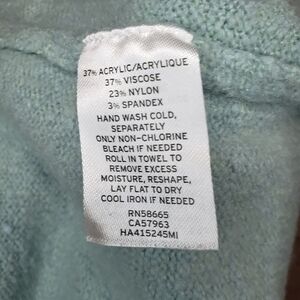 37% ACRYLIC/ACRYLIQUE
37% VISCOSE
23% NYLON
3% SPANDEX
HAND WASH COLD,
SEPARATELY
ONLY NON-CHLORINE
BLEACH IF NEEDED
ROLL IN TOWEL TO
REMOVE EXCESS
MOISTURE, RESHAPE,
LAY FLAT TO DRY
COOL IRON IF NEEDED
RN58665
CA57963
HA415245MI